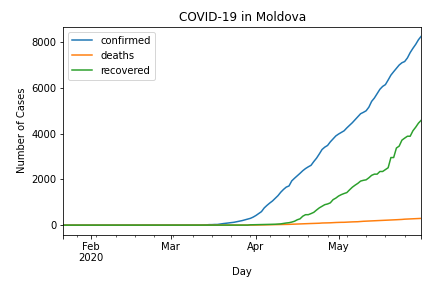 COVID-19 in Moldova
confirmed
deaths
recovered
Number of Cases
8000
6000
4000
2000
0
Feb
2020
Mar
Apr
May
Day